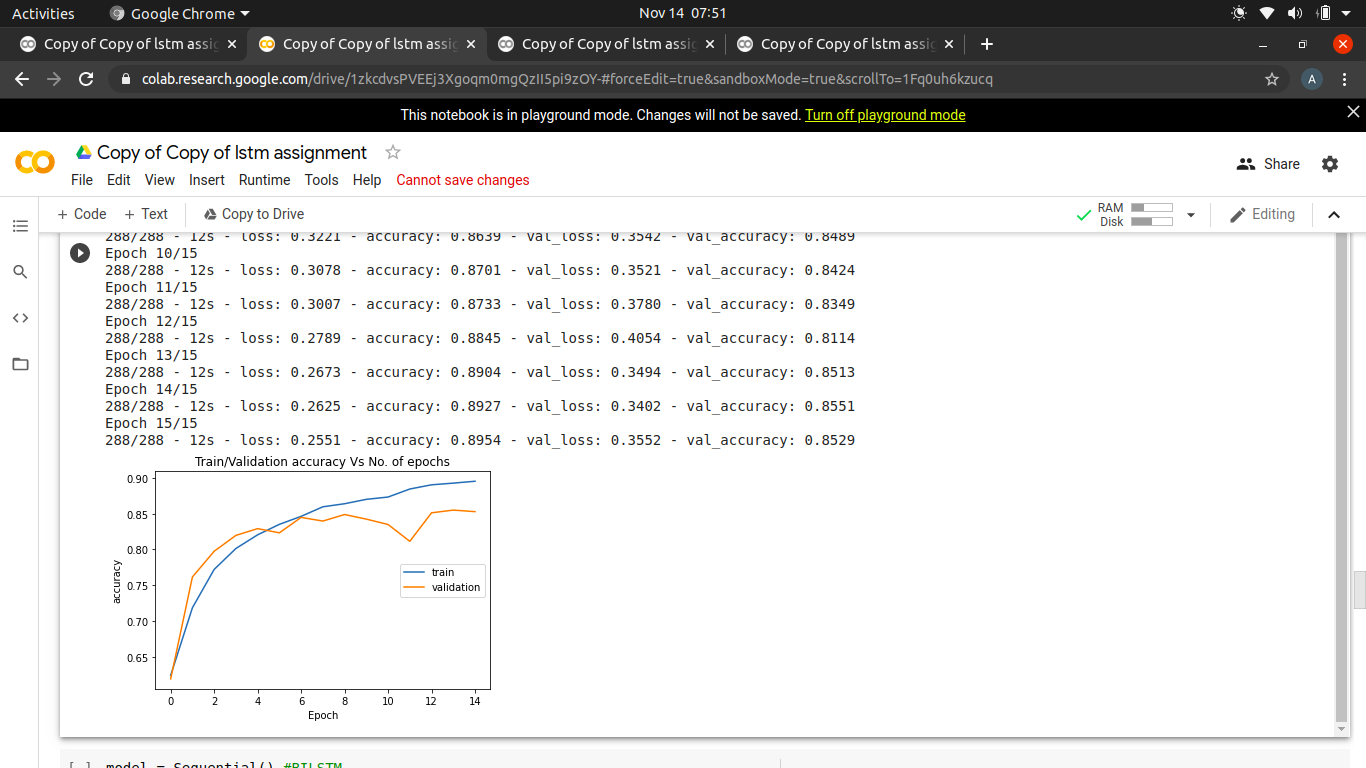 Activities
Google Chrome
Nov 14 07:51
Copy of Copy of lstm assig
Copy of Copy of lstm assig
Copy of Copy of lstm assig
Copy of Copy of lstm assig
colab.research.google.com/drive/1zkcdvsPVEEj3Xgoqm0mgQzII5pi9zOY-#forceEdit=true&sandboxMode=true&scrollTo=1Fq0uh6kzucq
A
This notebook is in playground mode. Changes will not be saved. Turn off playground mode
CO
Copy of Copy of lstm assignment
Share
File Edit View Insert Runtime Tools Help Cannot save changes
+ Code + Text Copy to Drive
RAM
Disk
Editing
288/288 - 12s - loss: 0.3221 - accuracy: 0.8639 - val_loss: 0.3542 - val_accuracy: 0.8489
Epoch 10/15
288/288 - 12s - loss: 0.3078 - accuracy: 0.8701 - val_loss: 0.3521 - val_accuracy: 0.8424
Epoch 11/15
288/288 - 12s - loss: 0.3007 - accuracy: 0.8733 - val_loss: 0.3780 - val_accuracy: 0.8349
Epoch 12/15
288/288 - 12s - loss: 0.2789 - accuracy: 0.8845 - val_loss: 0.4054 - val_accuracy: 0.8114
Epoch 13/15
288/288 - 12s - loss: 0.2673 - accuracy: 0.8904 - val_loss: 0.3494 - val_accuracy: 0.8513
Epoch 14/15
288/288 - 12s - loss: 0.2625 - accuracy: 0.8927 - val_loss: 0.3402 - val_accuracy: 0.8551
Epoch 15/15
288/288 - 12s - loss: 0.2551 - accuracy: 0.8954 - val_loss: 0.3552 - val_accuracy: 0.8529
Train/Validation accuracy Vs No. of epochs
0.90
0.85
0.80
0.75
0.70
0.65
accuracy
train
validation
0 2 4 6 8 10 12 14
Epoch
[ ] model = Sequential() #BILSTM